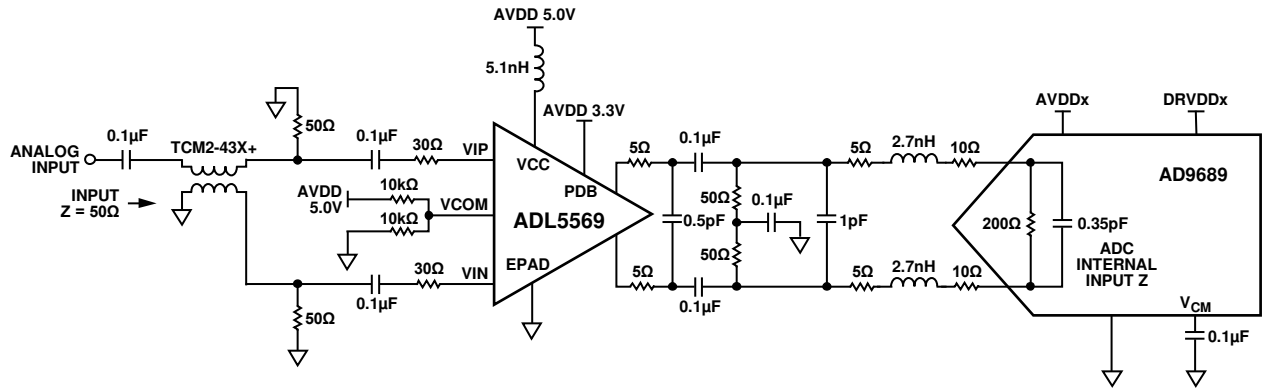 AVDD 5.0V
5.1nH
AVDD 3.3V
AVDDx
DRVDDx
50Ω
0.1µF
TCM2-43X+
0.1µF
30Ω
VIP
ANALOG
INPUT
VCC
PDB
5Ω
0.1µF
5Ω
2.7nH
10Ω
AD9689
INPUT
Z = 50Ω
AVDD
5.0V
10kΩ
10kΩ
VCOM
ADL5569
0.5pF
50Ω
0.1µF
50Ω
1pF
200Ω
0.35pF
ADC
INTERNAL
INPUT Z
30Ω
VIN
EPAD
5Ω
0.1µF
5Ω
2.7nH
10Ω
0.1µF
50Ω
VCM
0.1µF